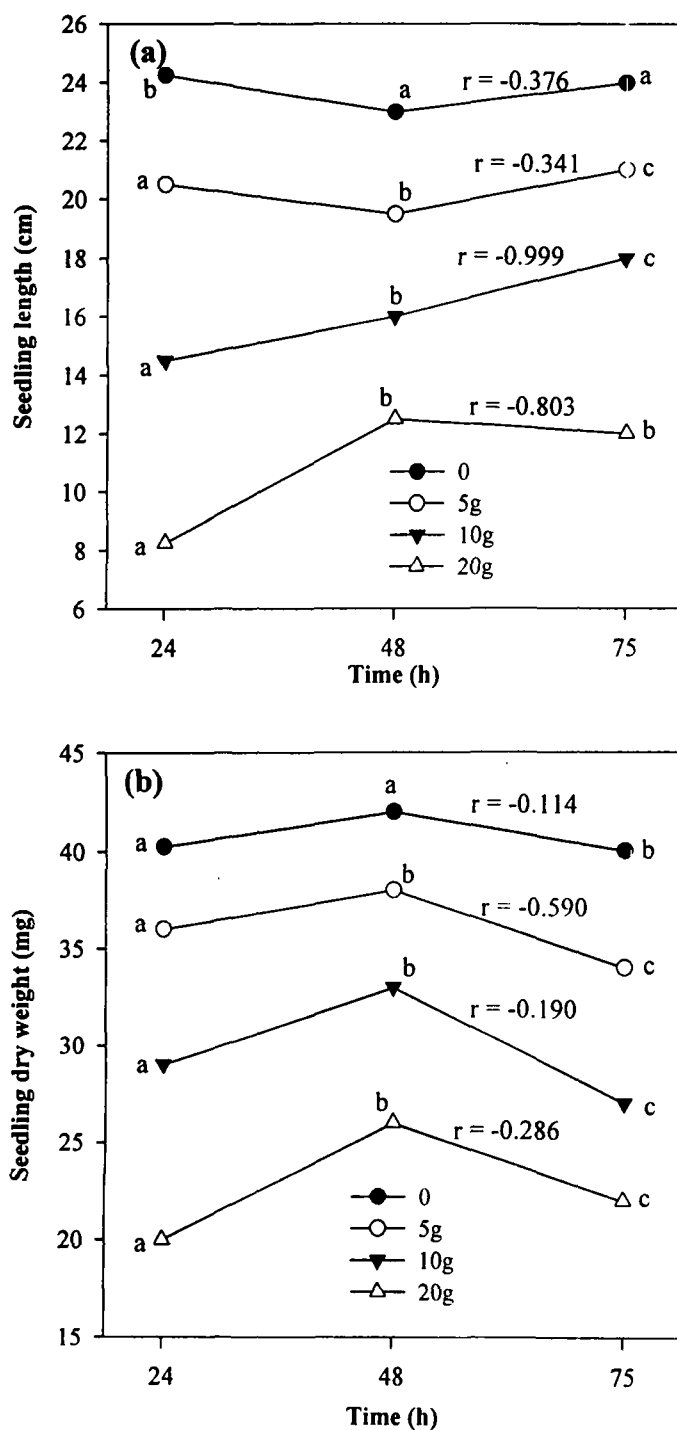 (a)
26
24
22
20
18
16
14
12
10
8
6
Seedling length (cm)
b
a
a
r = -0.376
a
b
c
r = -0.341
a
b
c
r = -0.999
a
b
b
r = -0.803
0
5g
10g
20g
24
48
75
Time (h)
(b)
45
40
35
30
25
20
15
Seedling dry weight (mg)
a
a
b
r = -0.114
a
b
c
r = -0.590
a
b
c
r = -0.190
a
b
c
r = -0.286
0
5g
10g
20g
24
48
75
Time (h)